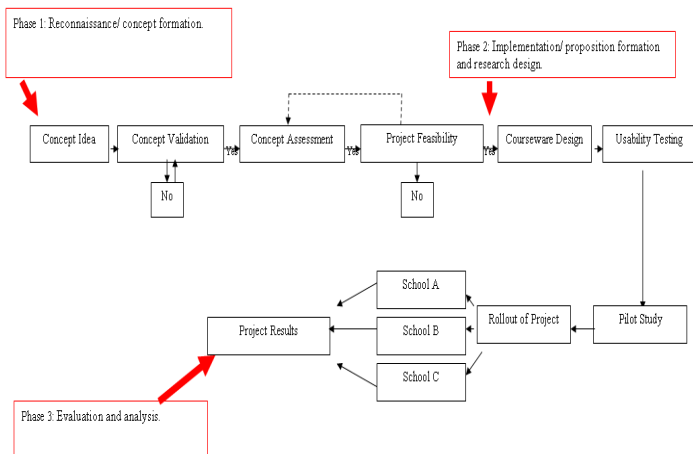 Phase 1: Reconnaissance/ concept formation.
Phase 2: Implementation/ proposition formation
and research design.
Concept Idea
Concept Validation
Yes
Concept Assessment
Yes
Project Feasibility
Yes
Courseware Design
Usability Testing
No
No
School A
School B
School C
Project Results
Rollout of Project
Pilot Study
Phase 3: Evaluation and analysis.